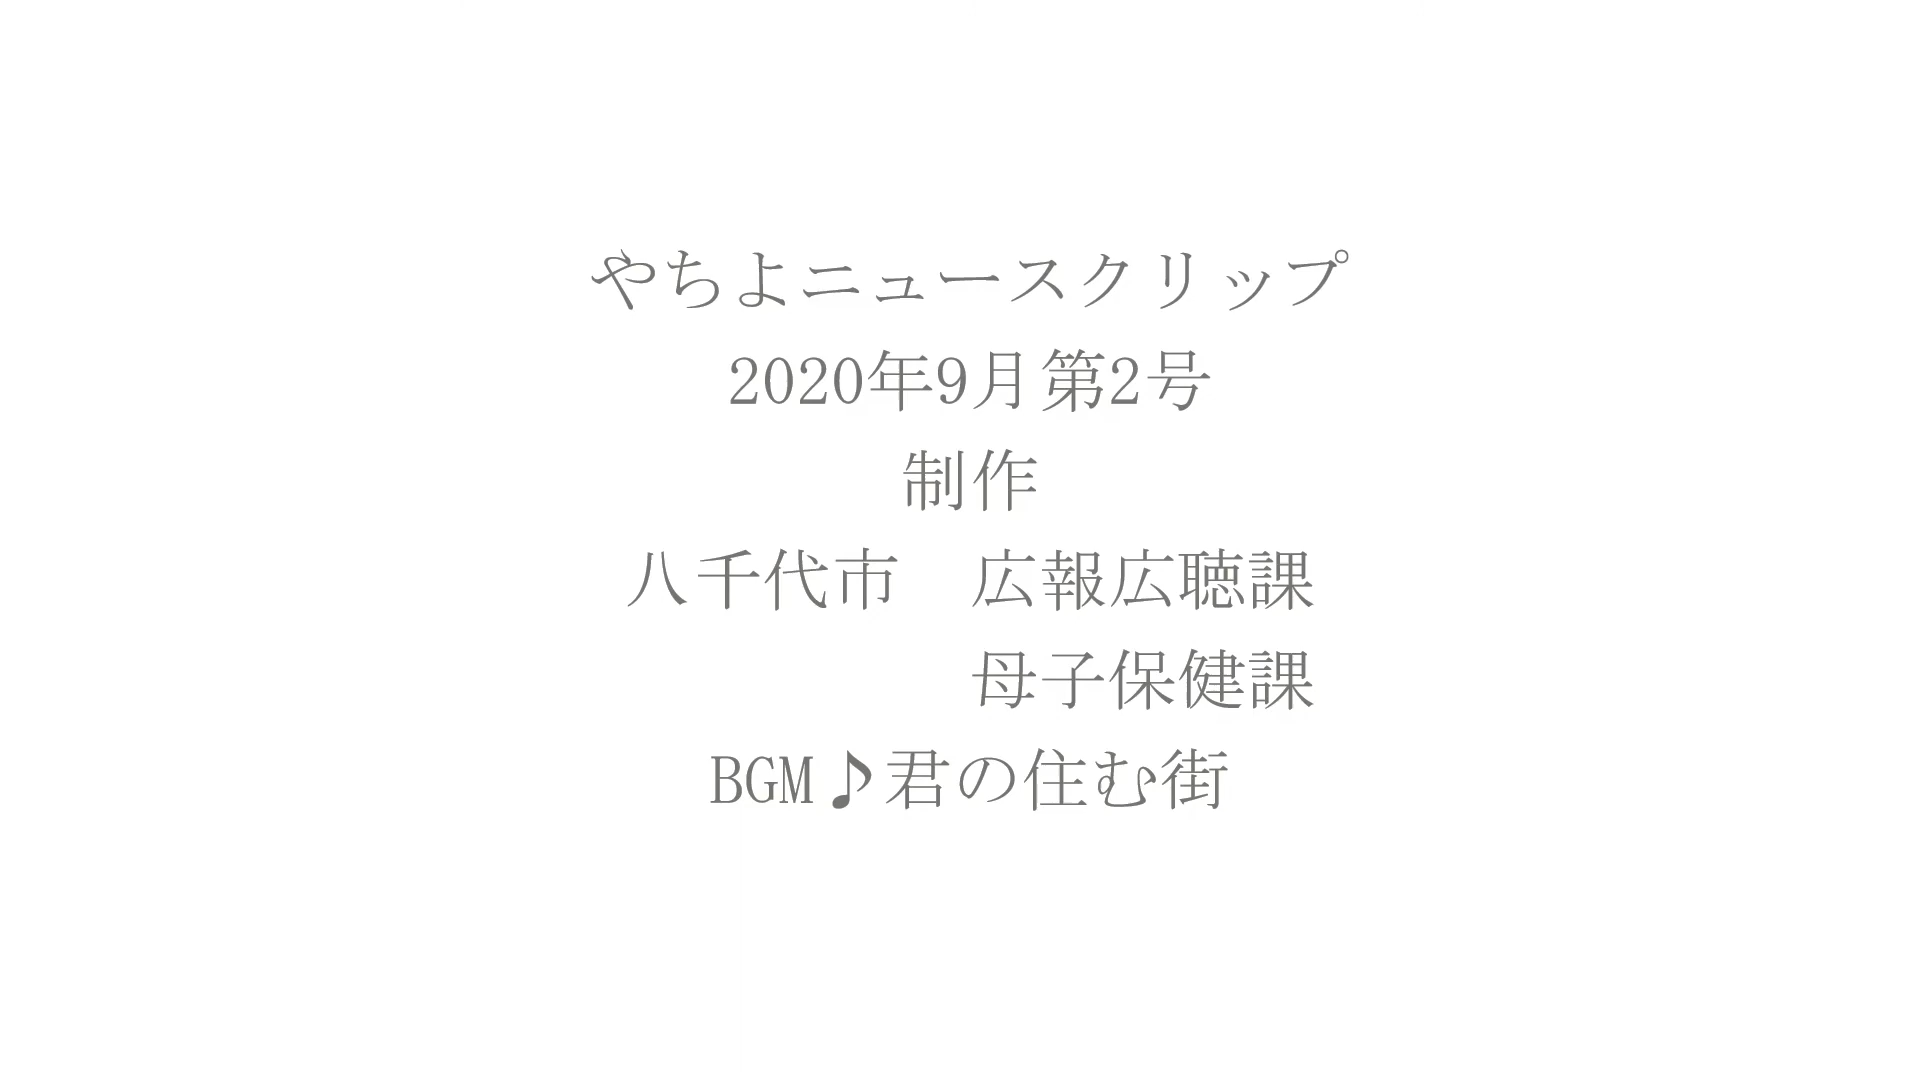 やちよニュースクリップ
2020年9月第2号
制作
八千代市　広報広聴課
母子保健課
BGM♪君の住む街